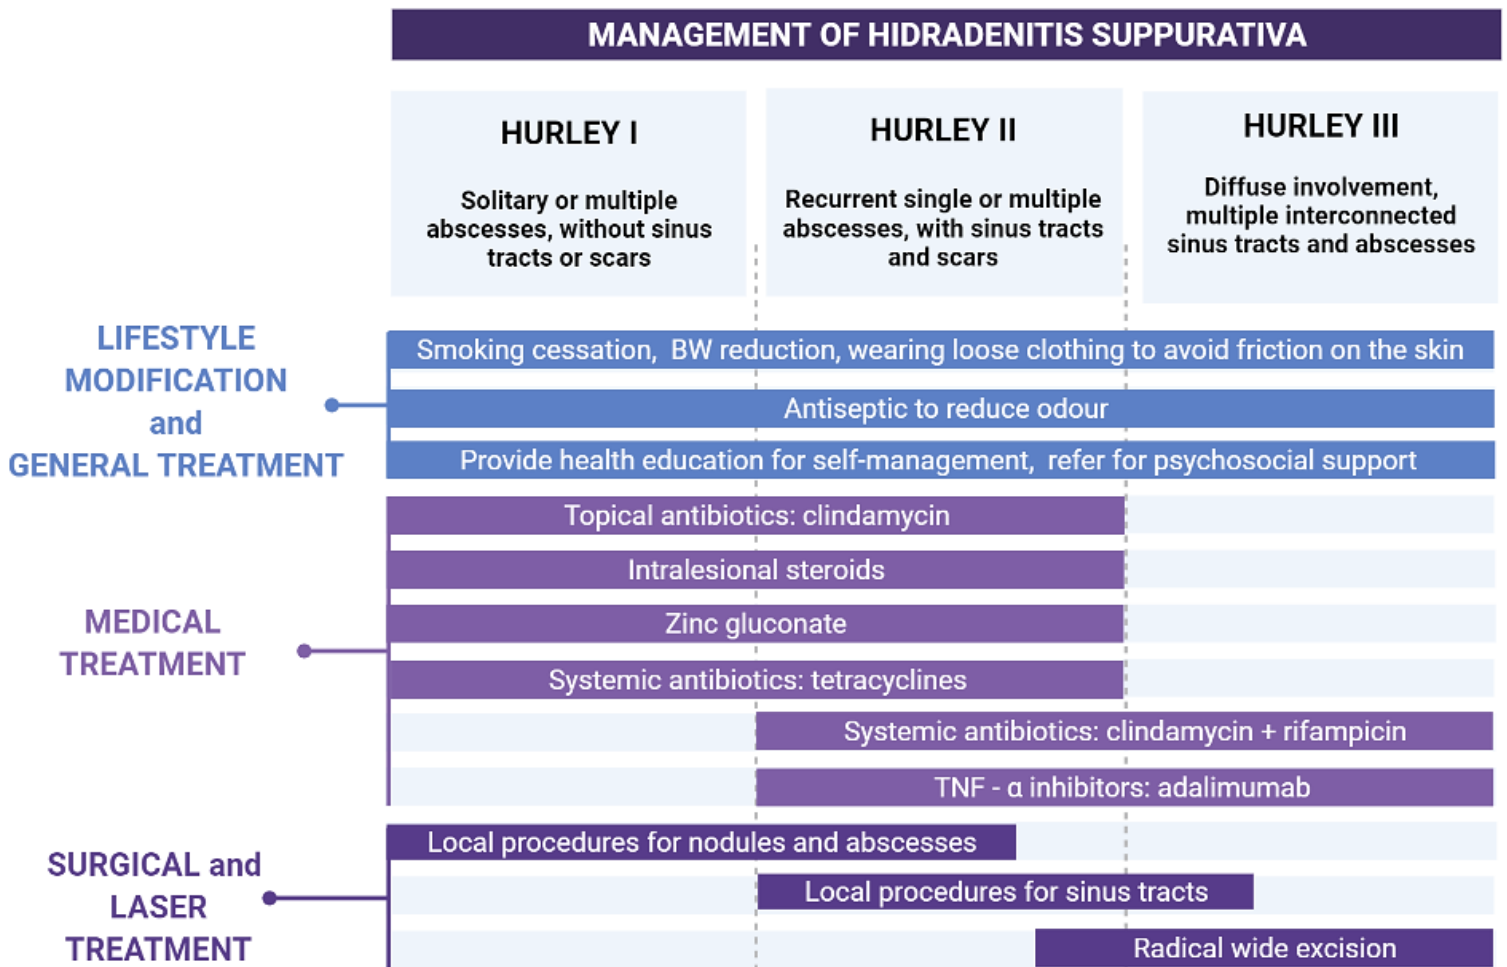 MANAGEMENT OF HIDRADENITIS SUPPURATIVA
HURLEY I
Solitary or multiple
abscesses, without sinus
tracts or scars
HURLEY II
Recurrent single or multiple
abscesses, with sinus tracts
and scars
HURLEY III
Diffuse involvement,
multiple interconnected
sinus tracts and abscesses
LIFESTYLE
MODIFICATION
and
GENERAL TREATMENT
Smoking cessation, BW reduction, wearing loose clothing to avoid friction on the skin
Antiseptic to reduce odour
Provide health education for self-management, refer for psychosocial support
MEDICAL
TREATMENT
Topical antibiotics: clindamycin
Intralesional steroids
Zinc gluconate
Systemic antibiotics: tetracyclines
Systemic antibiotics: clindamycin + rifampicin
TNF - α inhibitors: adalimumab
SURGICAL and
LASER
TREATMENT
Local procedures for nodules and abscesses
Local procedures for sinus tracts
Radical wide excision